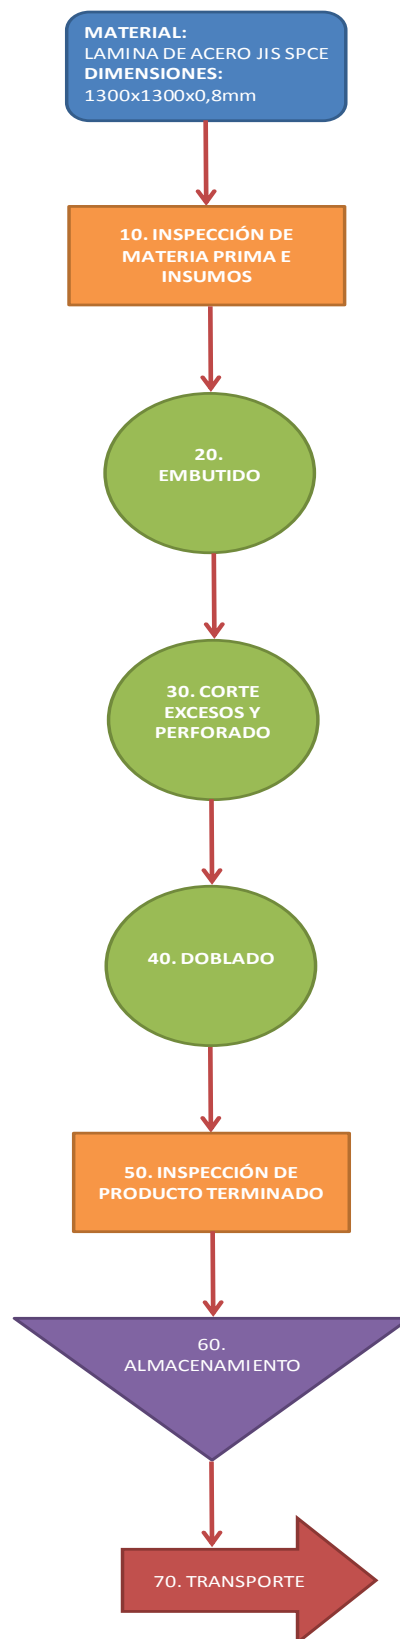 MATERIAL:
LAMINA DE ACERO JIS SPCE
DIMENSIONES:
1300x1300x0,8mm
10. INSPECCIÓN DE
MATERIA PRIMA E
INSUMOS
20.
EMBUTIDO
30. CORTE
EXCESOS Y
PERFORADO
40. DOBLADO
50. INSPECCIÓN DE
PRODUCTO TERMINADO
60.
ALMACENAMIENTO
70. TRANSPORTE